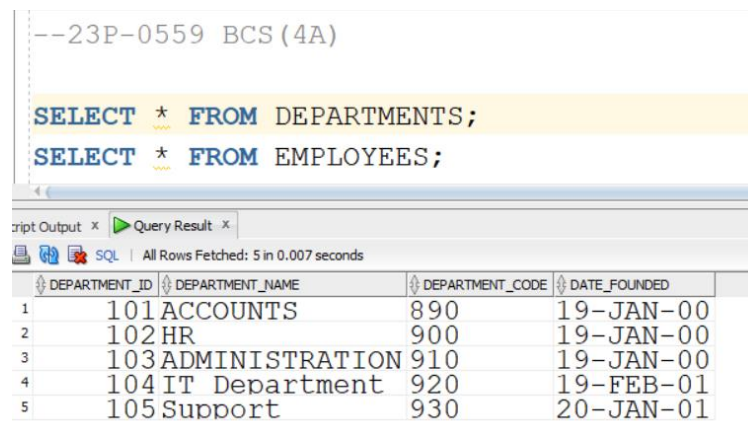 --23P-0559 BCS(4A)
SELECT * FROM DEPARTMENTS;
SELECT * FROM EMPLOYEES;
cript Output x Query Result x
SQL | All Rows Fetched: 5 in 0.007 seconds
DEPARTMENT_ID DEPARTMENT_NAME DEPARTMENT_CODE DATE_FOUNDED
1 101 ACCOUNTS 890 19-JAN-00
2 102 HR 900 19-JAN-00
3 103 ADMINISTRATION 910 19-JAN-00
4 104 IT Department 920 19-FEB-01
5 105 Support 930 20-JAN-01